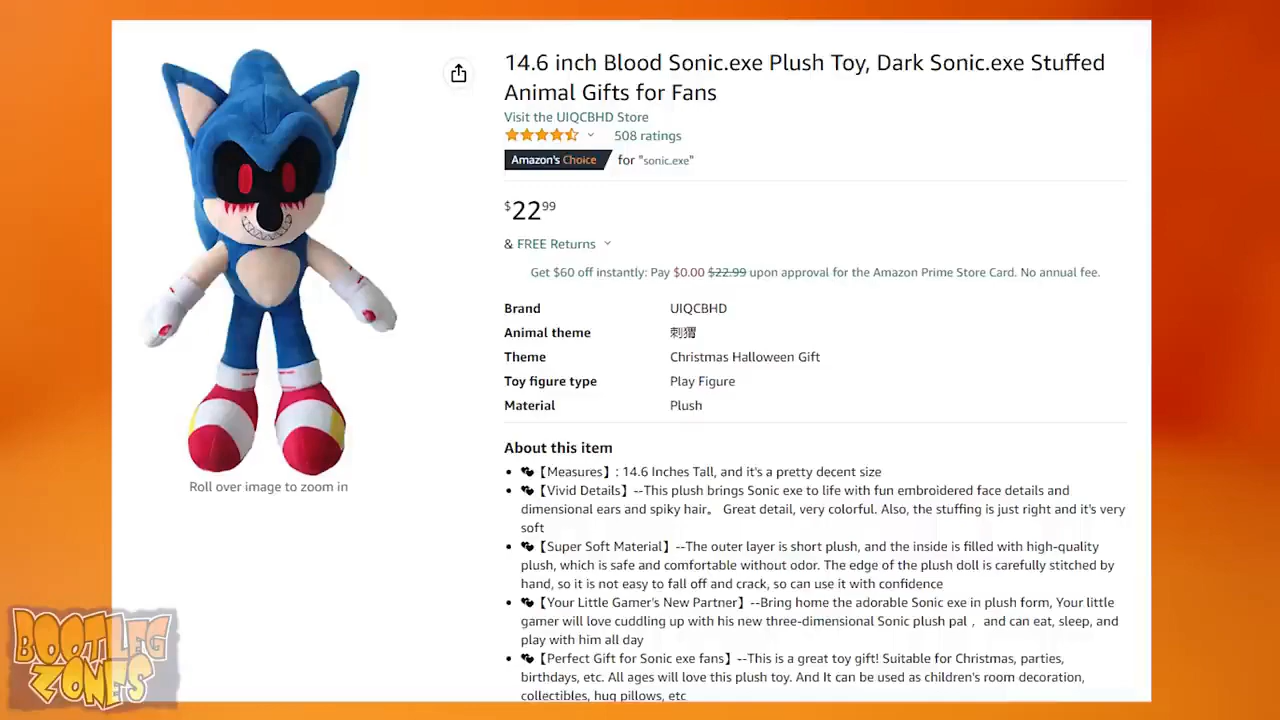 14.6 inch Blood Sonic.exe Plush Toy, Dark Sonic.exe Stuffed
Animal Gifts for Fans
Visit the UIQCBHD Store
508 ratings
Amazon's Choice for "sonic.exe"
$22.99
& FREE Returns
Get $60 off instantly: Pay $0.00 $22.99 upon approval for the Amazon Prime Store Card. No annual fee.
Brand UIQCBHD
Animal theme 刺猬
Theme Christmas Halloween Gift
Toy figure type Play Figure
Material Plush
About this item
• 【Measures】: 14.6 Inches Tall, and it's a pretty decent size
• 【Vivid Details】--This plush brings Sonic exe to life with fun embroidered face details and
dimensional ears and spiky hair。 Great detail, very colorful. Also, the stuffing is just right and it's very
soft
• 【Super Soft Material】--The outer layer is short plush, and the inside is filled with high-quality
plush, which is safe and comfortable without odor. The edge of the plush doll is carefully stitched by
hand, so it is not easy to fall off and crack, so can use it with confidence
• 【Your Little Gamer's New Partner】--Bring home the adorable Sonic exe in plush form, Your little
gamer will love cuddling up with his new three-dimensional Sonic plush pal，and can eat, sleep, and
play with him all day
• 【Perfect Gift for Sonic exe fans】--This is a great toy gift! Suitable for Christmas, parties,
birthdays, etc. All ages will love this plush toy. And It can be used as children's room decoration,
collectibles, hug pillows, etc
Roll over image to zoom in
BOOTLEG
ZONES